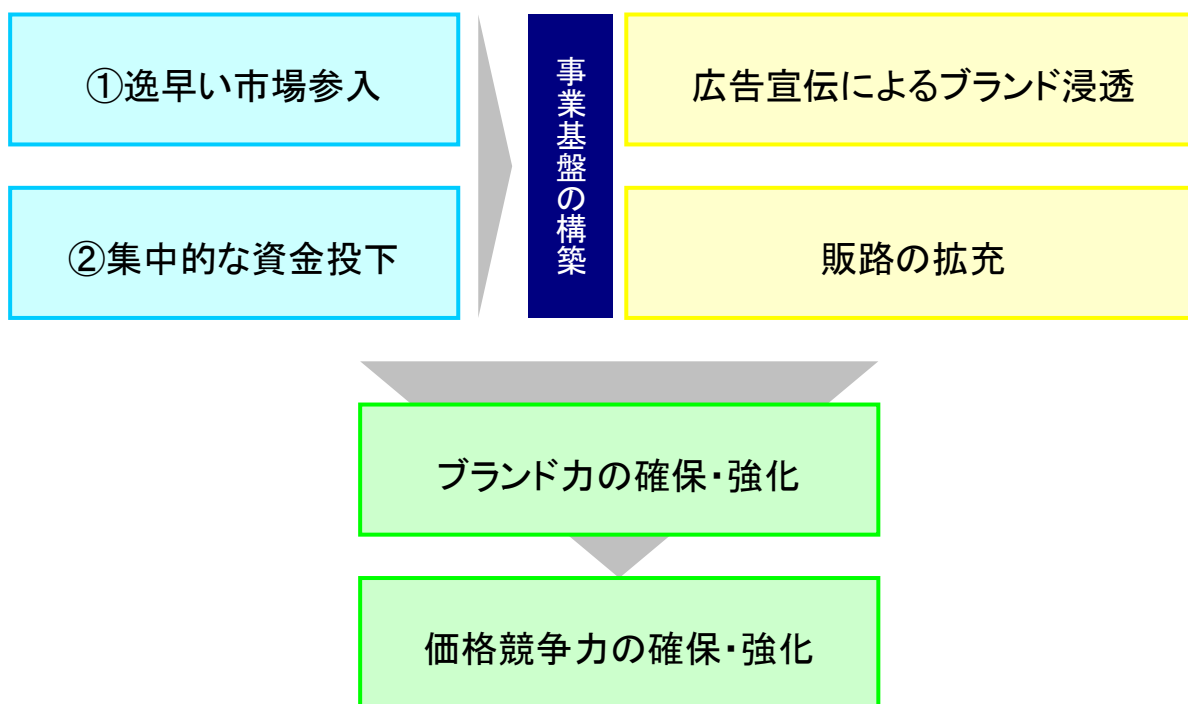 ①逸早い市場参入
②集中的な資金投下
事業基盤の構築
広告宣伝によるブランド浸透
販路の拡充
ブランド力の確保・強化
価格競争力の確保・強化